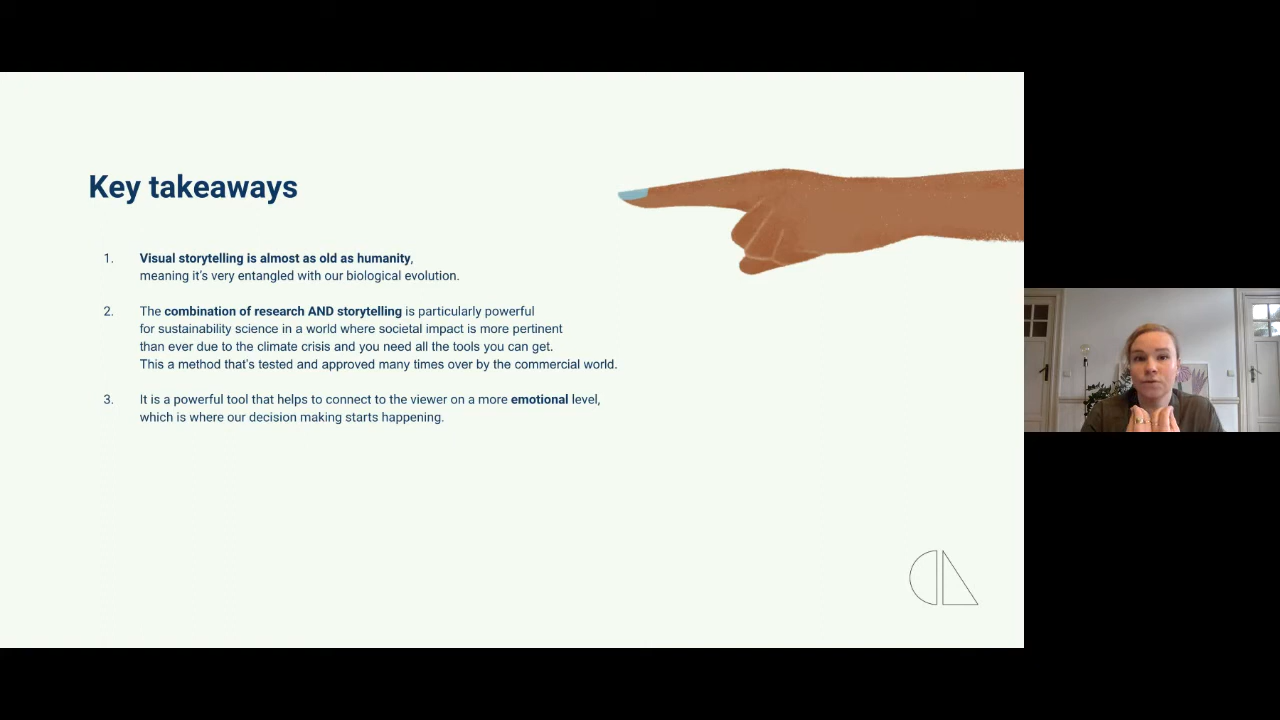 Key takeaways
1. Visual storytelling is almost as old as humanity,
meaning it's very entangled with our biological evolution.
2. The combination of research AND storytelling is particularly powerful
for sustainability science in a world where societal impact is more pertinent
than ever due to the climate crisis and you need all the tools you can get.
This a method that's tested and approved many times over by the commercial world.
3. It is a powerful tool that helps to connect to the viewer on a more emotional level,
which is where our decision making starts happening.